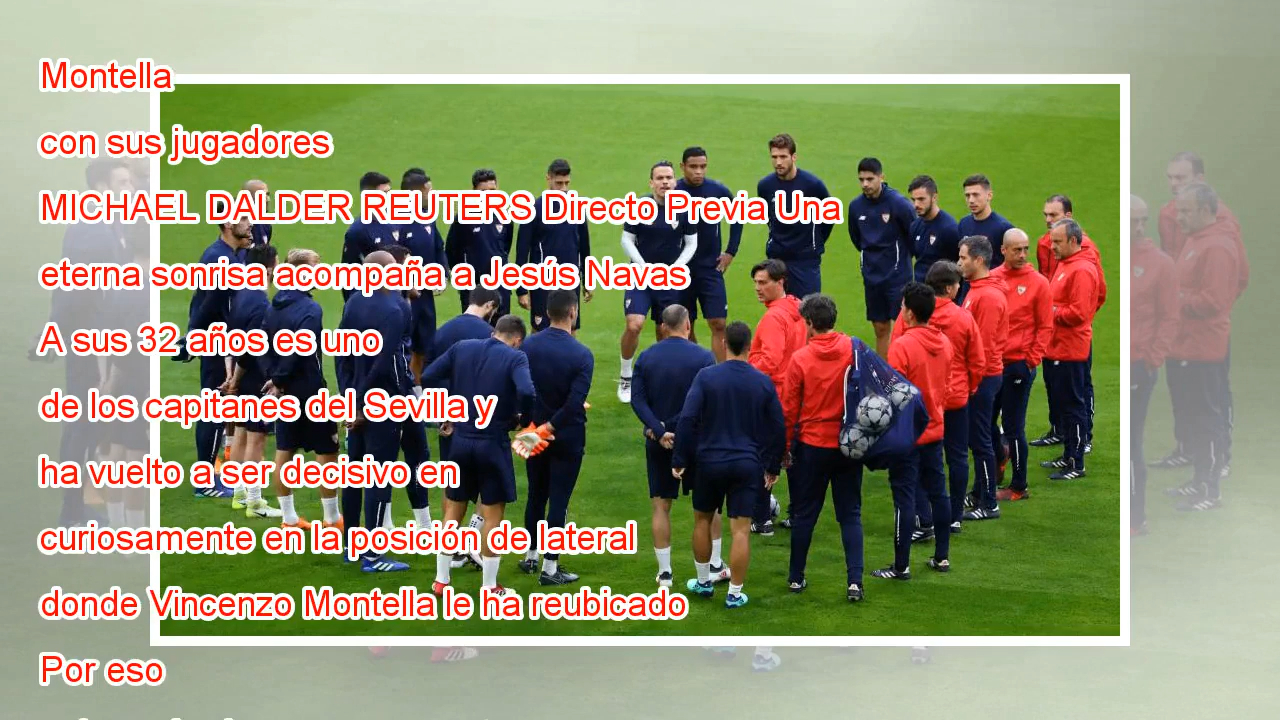 Montella
con sus jugadores
MICHAEL DALDER REUTERS Directo Previa Una
eterna sonrisa acompaña a Jesús Navas
A sus 32 años es uno
de los capitanes del Sevilla y
ha vuelto a ser decisivo en
curiosamente en la posición de lateral
donde Vincenzo Montella le ha reubicado
Por eso